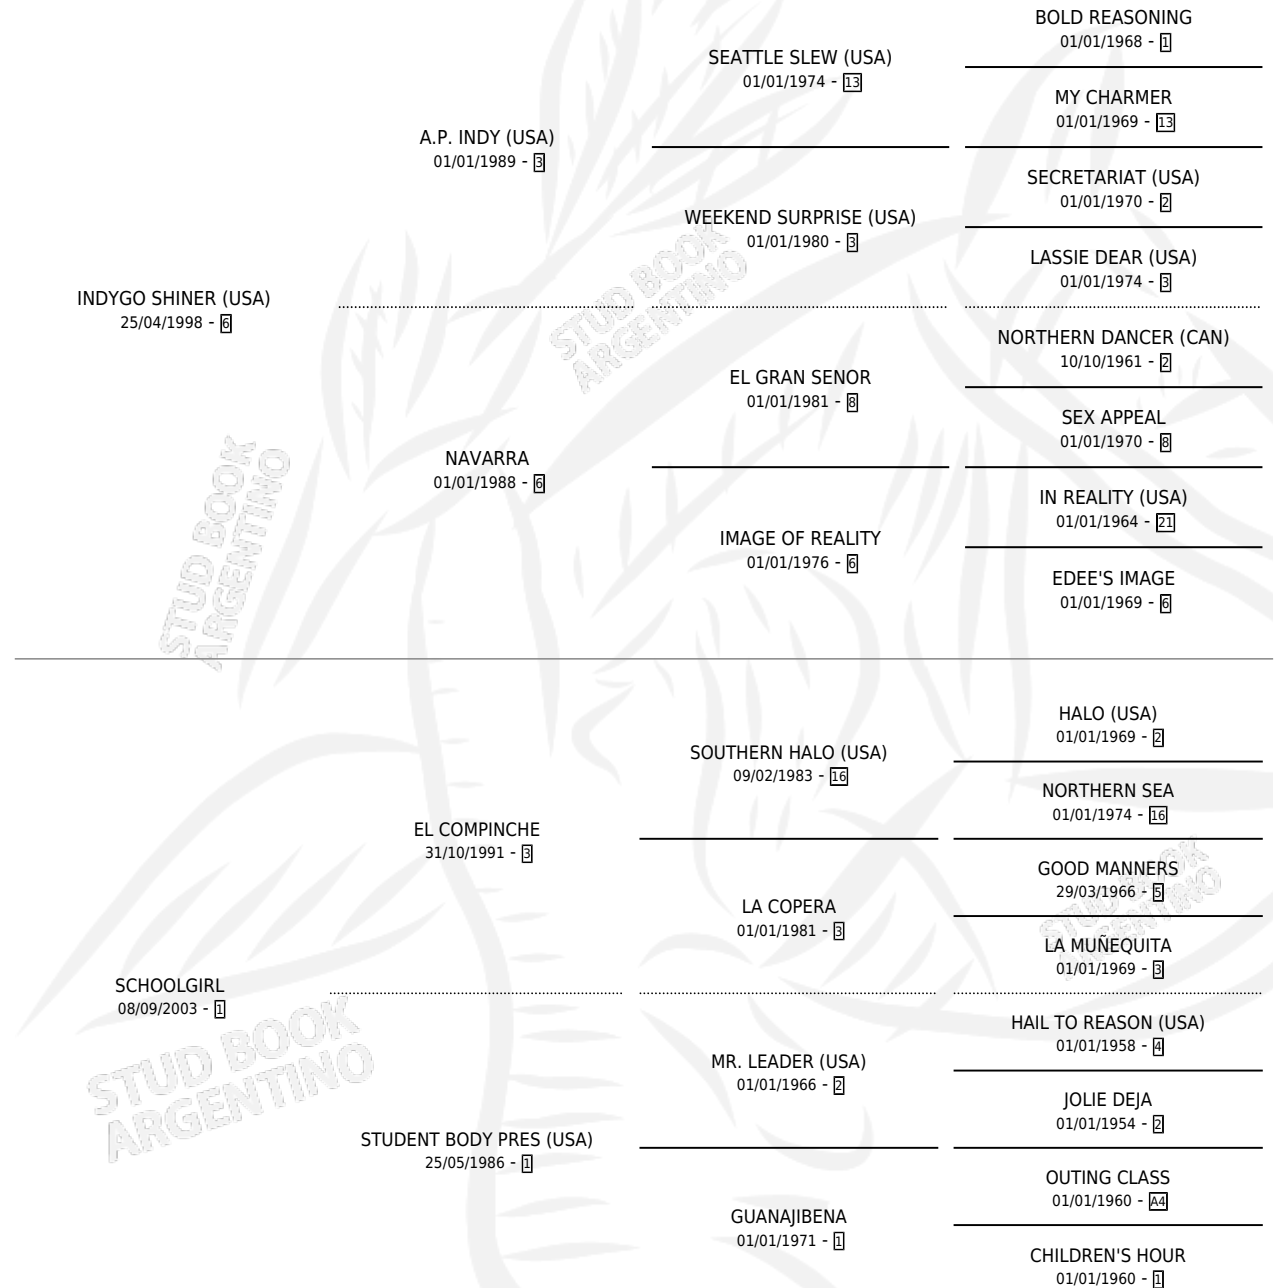 BOLD REASONING
01/01/1968 - 1
SEATTLE SLEW (USA)
01/01/1974 - 13
MY CHARMER
01/01/1969 - 13
A.P. INDY (USA)
01/01/1989 - 3
SECRETARIAT (USA)
01/01/1970 - 2
WEEKEND SURPRISE (USA)
01/01/1980 - 3
LASSIE DEAR (USA)
01/01/1974 - 3
INDYGO SHINER (USA)
25/04/1998 - 6
NORTHERN DANCER (CAN)
10/10/1961 - 2
EL GRAN SENOR
01/01/1981 - 8
SEX APPEAL
01/01/1970 - 8
NAVARRA
01/01/1988 - 6
IN REALITY (USA)
01/01/1964 - 21
IMAGE OF REALITY
01/01/1976 - 6
EDEE'S IMAGE
01/01/1969 - 6
HALO (USA)
01/01/1969 - 2
SOUTHERN HALO (USA)
09/02/1983 - 16
NORTHERN SEA
01/01/1974 - 16
EL COMPINCHE
31/10/1991 - 3
GOOD MANNERS
29/03/1966 - 5
LA COPERA
01/01/1981 - 3
LA MUÑEQUITA
01/01/1969 - 3
SCHOOLGIRL
08/09/2003 - 1
HAIL TO REASON (USA)
01/01/1958 - 4
MR. LEADER (USA)
01/01/1966 - 2
JOLIE DEJA
01/01/1954 - 2
STUDENT BODY PRES (USA)
25/05/1986 - 1
OUTING CLASS
01/01/1960 - A4
GUANAJIBENA
01/01/1971 - 1
CHILDREN'S HOUR
01/01/1960 - 1
STUD BOOK
ARGENTINO
STUD BOOK
ARGENTINO
STUD BOOK
ARGENTINO
STUD BOOK
ARGENTINO